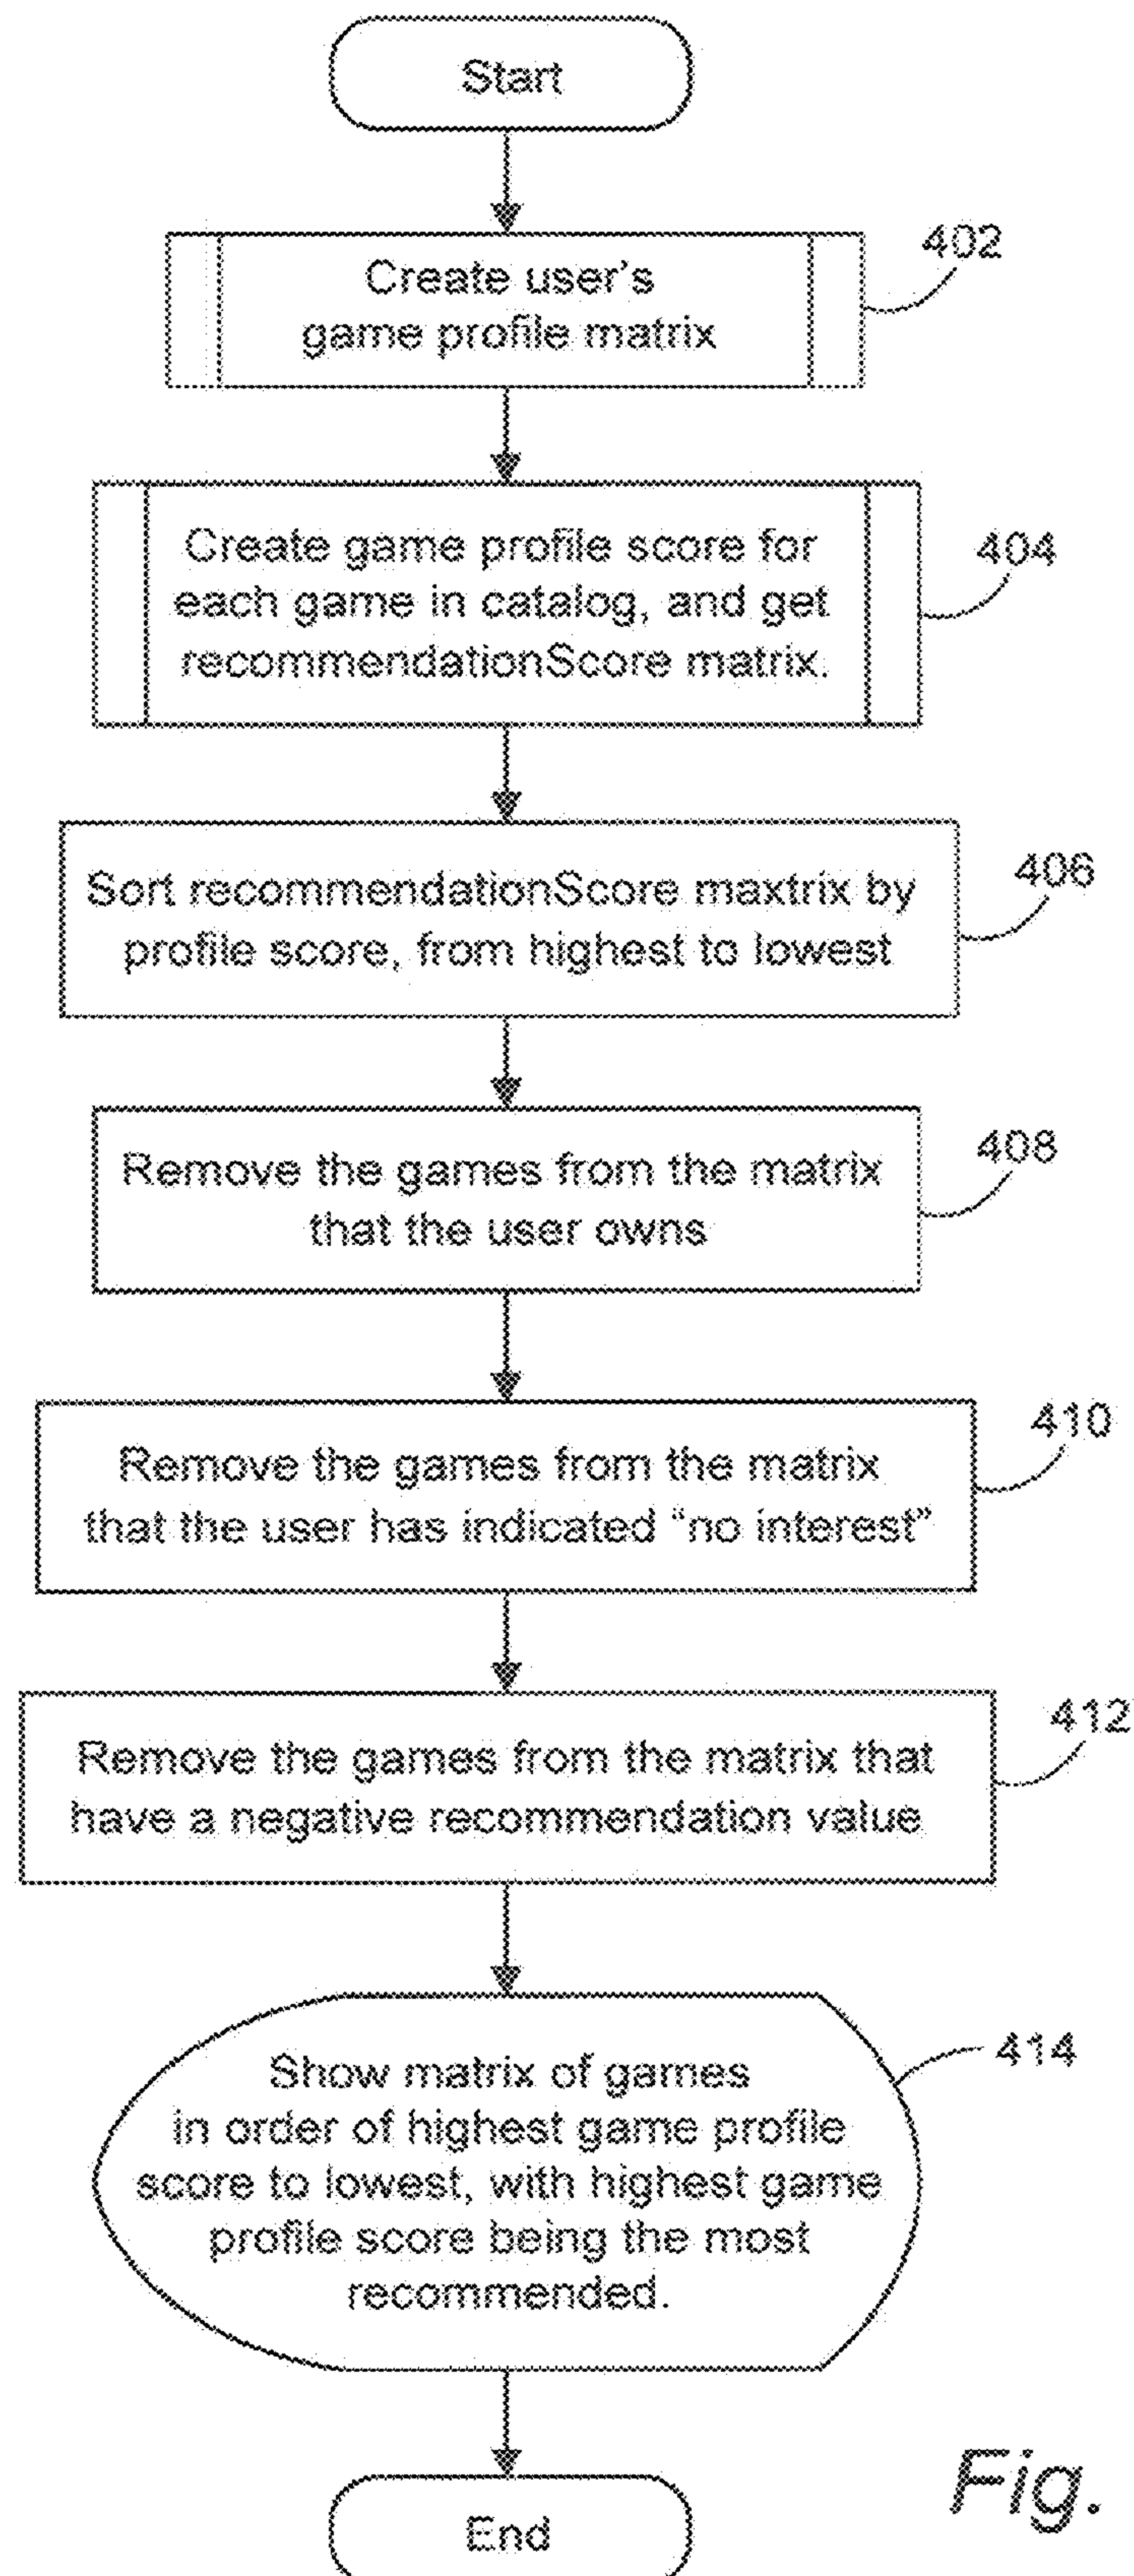 Start
402
Create user's
game profile matrix
404
Create game profile score for
each game in catalog, and get
recommendationScore matrix.
406
Sort recommendationScore maxtrix by
profile score, from highest to lowest
408
Remove the games from the matrix
that the user owns
410
Remove the games from the matrix
that the user has indicated “no interest”
412
Remove the games from the matrix that
have a negative recommendation value
414
Show matrix of games
in order of highest game profile
score to lowest, with highest game
profile score being the most
recommended.
End
Fig.